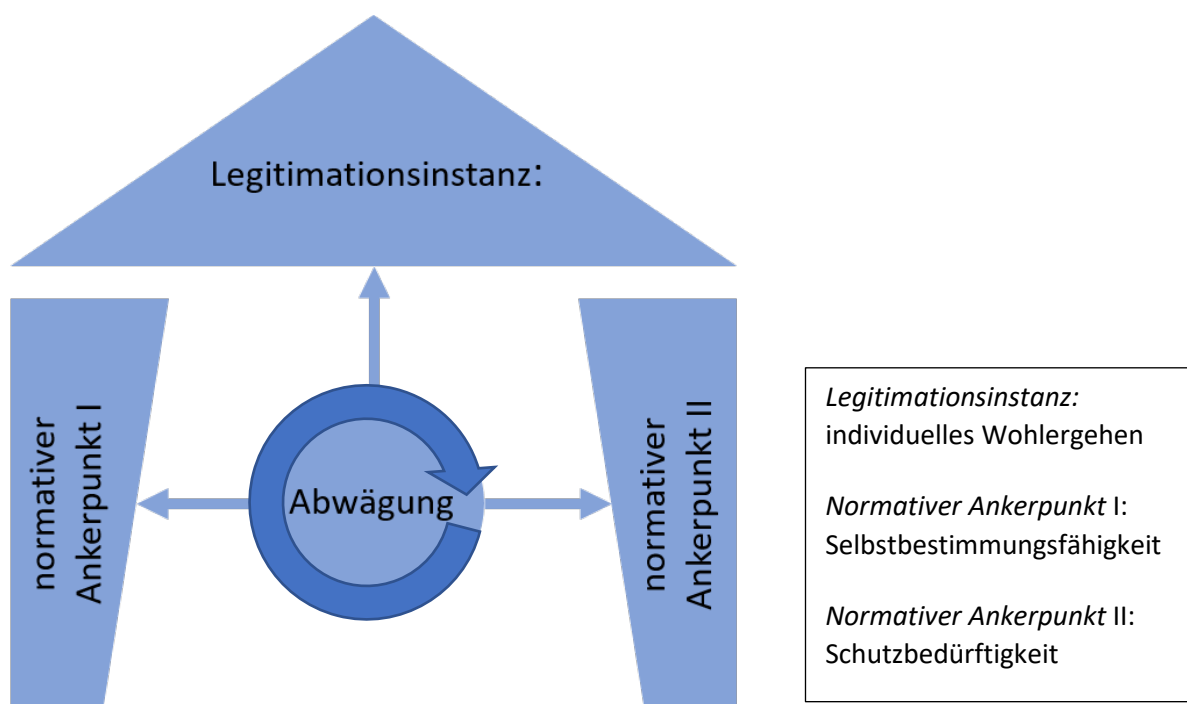 Legitimationsinstanz:
normativer
Ankerpunkt I
Abwägung
normativer
Ankerpunkt II
Legitimationsinstanz:
individuelles Wohlergehen
Normativer Ankerpunkt I:
Selbstbestimmungsfähigkeit
Normativer Ankerpunkt II:
Schutzbedürftigkeit